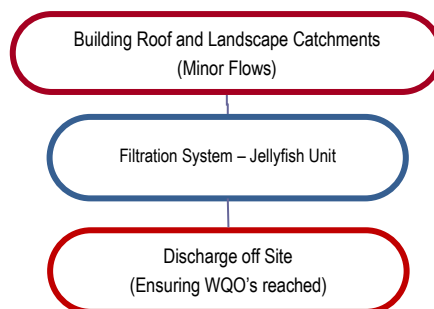 Building Roof and Landscape Catchments
(Minor Flows)
Filtration System – Jellyfish Unit
Discharge off Site
(Ensuring WQO's reached)